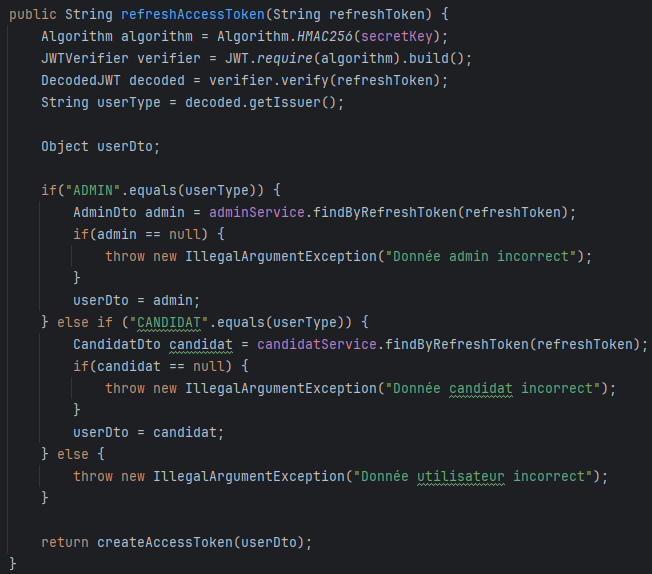 public String refreshAccessToken(String refreshToken) {
    Algorithm algorithm = Algorithm.HMAC256(secretKey);
    JWTVerifier verifier = JWT.require(algorithm).build();
    DecodedJWT decoded = verifier.verify(refreshToken);
    String userType = decoded.getIssuer();

    Object userDto;

    if("ADMIN".equals(userType)) {
        AdminDto admin = adminService.findByRefreshToken(refreshToken);
        if(admin == null) {
            throw new IllegalArgumentException("Donnée admin incorrect");
        }
        userDto = admin;
    } else if ("CANDIDAT".equals(userType)) {
        CandidatDto candidat = candidatService.findByRefreshToken(refreshToken);
        if(candidat == null) {
            throw new IllegalArgumentException("Donnée candidat incorrect");
        }
        userDto = candidat;
    } else {
        throw new IllegalArgumentException("Donnée utilisateur incorrect");
    }

    return createAccessToken(userDto);
}